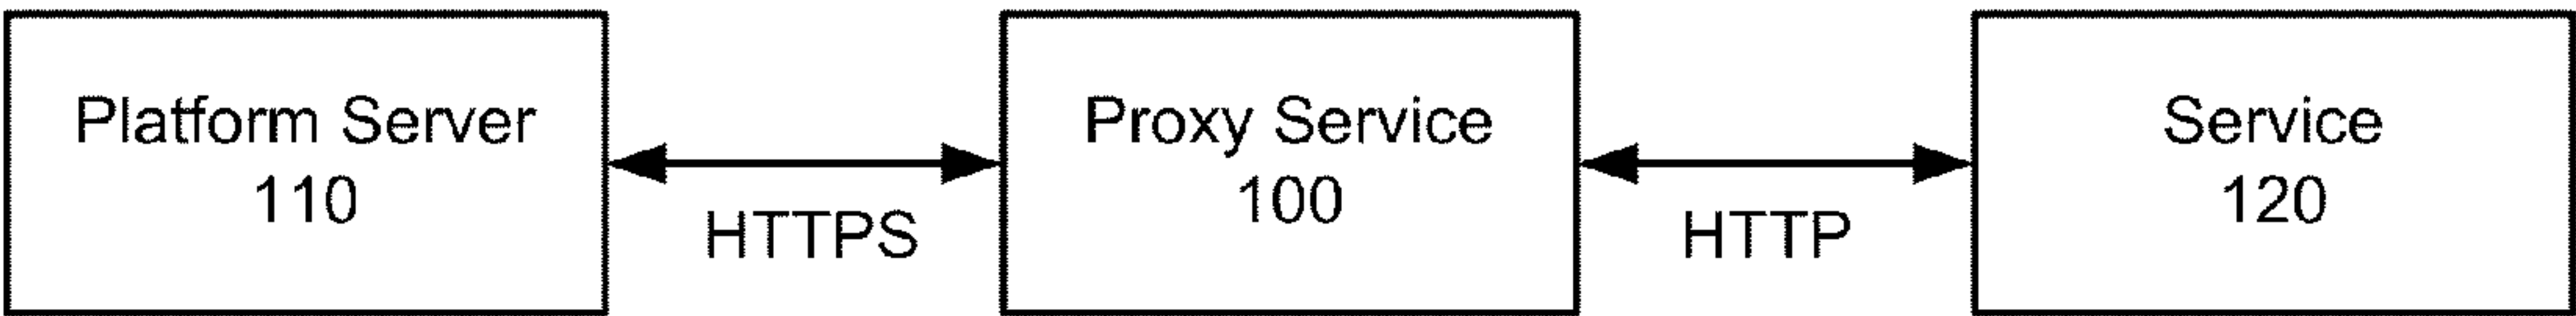 Platform Server
110
HTTPS
Proxy Service
100
HTTP
Service
120